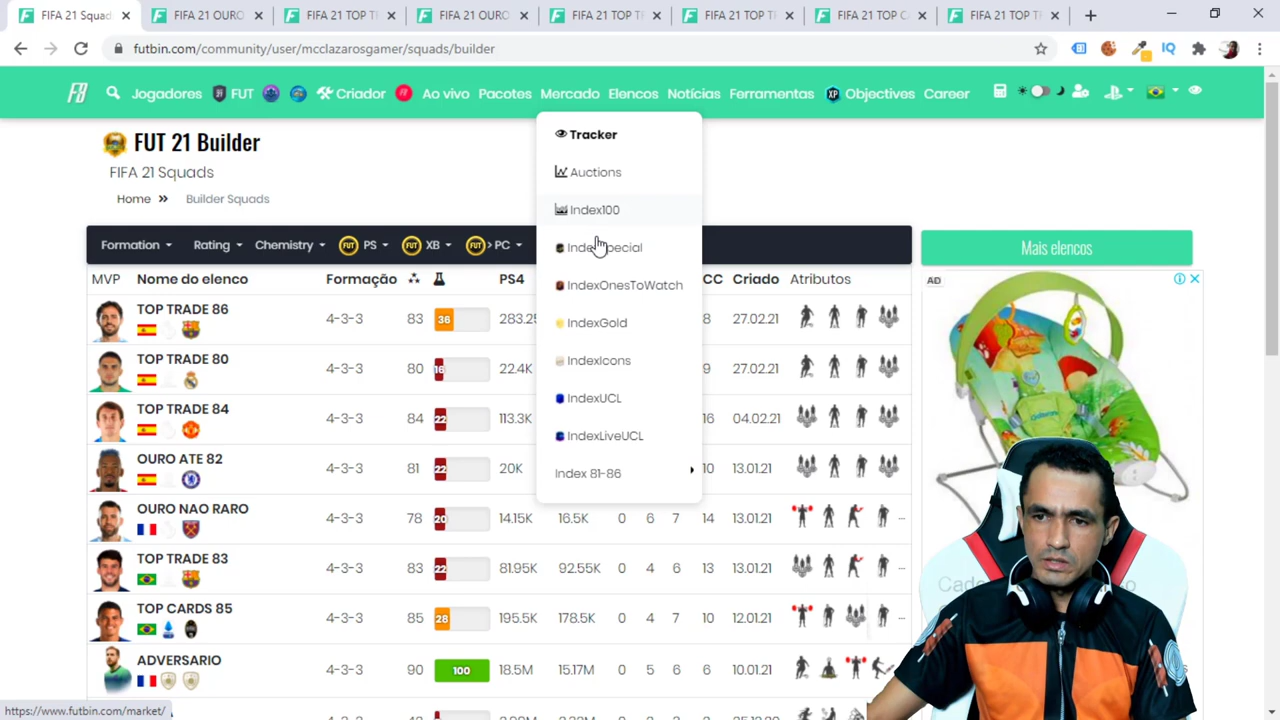 FIFA 21 Squad
FIFA 21 OURO
FIFA 21 TOP T
FIFA 21 OURO
FIFA 21 TOP T
FIFA 21 TOP T
FIFA 21 TOP C
FIFA 21 TOP T
futbin.com/community/user/mcclazarosgamer/squads/builder
Jogadores FUT Criador Ao vivo Pacotes Mercado Elencos Notícias Ferramentas XP Objectives Career
Tracker
Auctions
Index100
IndexOnesToWatch
IndexGold
IndexIcons
IndexUCL
IndexLiveUCL
Index 81-86
FUT 21 Builder
FIFA 21 Squads
Home >> Builder Squads
Formation Rating Chemistry FUT PS FUT XB FUT > PC
Mais elencos
MVP Nome do elenco Formação PS4 CC Criado Atributos
TOP TRADE 86 4-3-3 83 36 283.25 8 27.02.21
TOP TRADE 80 4-3-3 80 16 22.4K 9 27.02.21
TOP TRADE 84 4-3-3 84 22 113.3K 16 04.02.21
OURO ATE 82 4-3-3 81 22 20K 10 13.01.21
OURO NAO RARO 4-3-3 78 20 14.15K 16.5K 0 6 7 14 13.01.21 ...
TOP TRADE 83 4-3-3 83 22 81.95K 92.55K 0 4 6 13 13.01.21 ...
TOP CARDS 85 4-3-3 85 28 195.5K 178.5K 0 4 7 10 12.01.21
ADVERSARIO 4-3-3 90 100 18.5M 15.17M 0 5 6 6 10.01.21
AD
https://www.futbin.com/market/